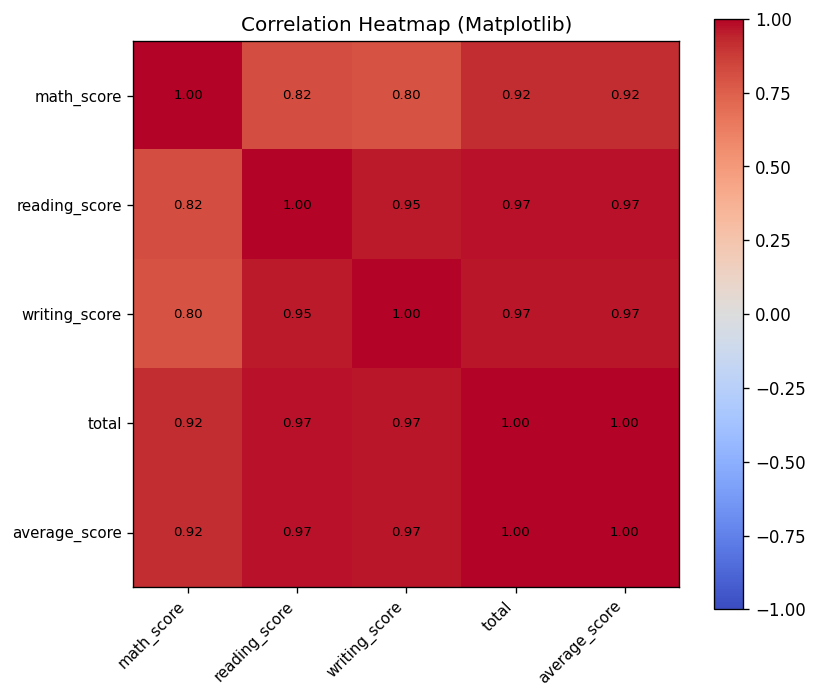 Correlation Heatmap (Matplotlib)
math_score 1.00 0.82 0.80 0.92 0.92
reading_score 0.82 1.00 0.95 0.97 0.97
writing_score 0.80 0.95 1.00 0.97 0.97
total 0.92 0.97 0.97 1.00 1.00
average_score 0.92 0.97 0.97 1.00 1.00
math_score reading_score writing_score total average_score
1.00
0.75
0.50
0.25
0.00
−0.25
−0.50
−0.75
−1.00